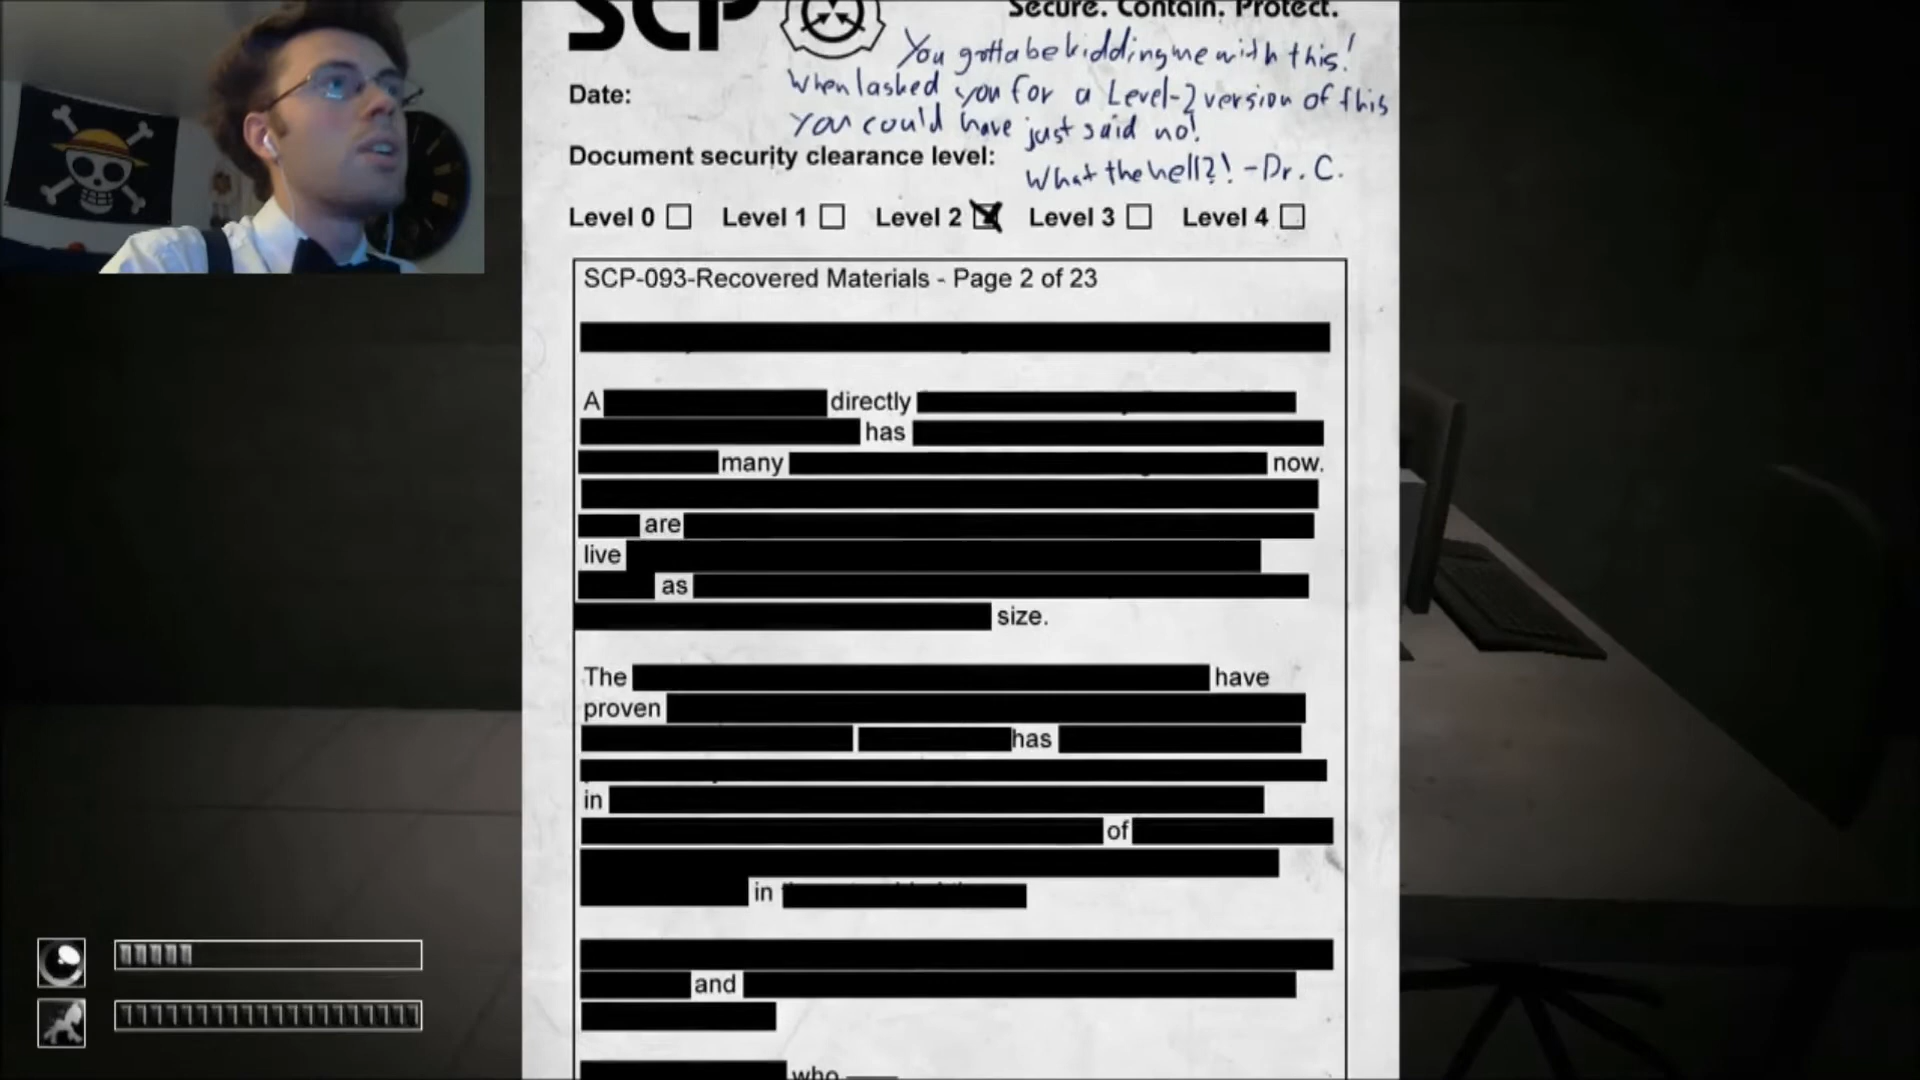 SCP
Secure. Contain. Protect.
You gotta be kidding me with this!
When I asked you for a Level-2 version of this
You could have just said no!
What the hell?! -Dr. C.
Date:
Document security clearance level:
Level 0 Level 1 Level 2 Level 3 Level 4
SCP-093-Recovered Materials - Page 2 of 23
A directly
has
many now.
are
live
as
size.
The have
proven
has
in
of
in
and
who